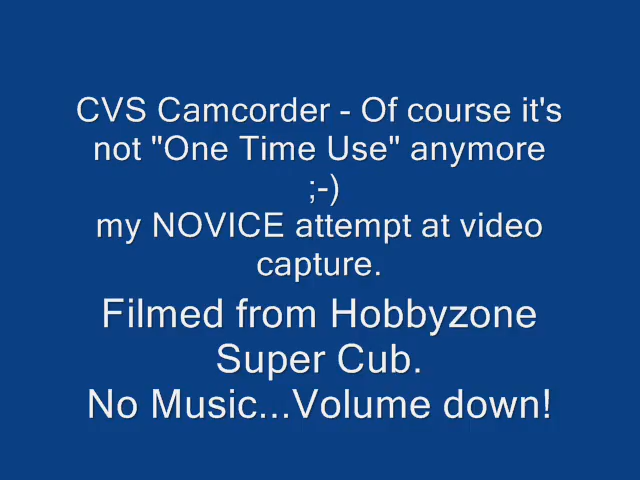 CVS Camcorder - Of course it's
not "One Time Use" anymore
;-)
my NOVICE attempt at video
capture.
Filmed from Hobbyzone
Super Cub.
No Music...Volume down!